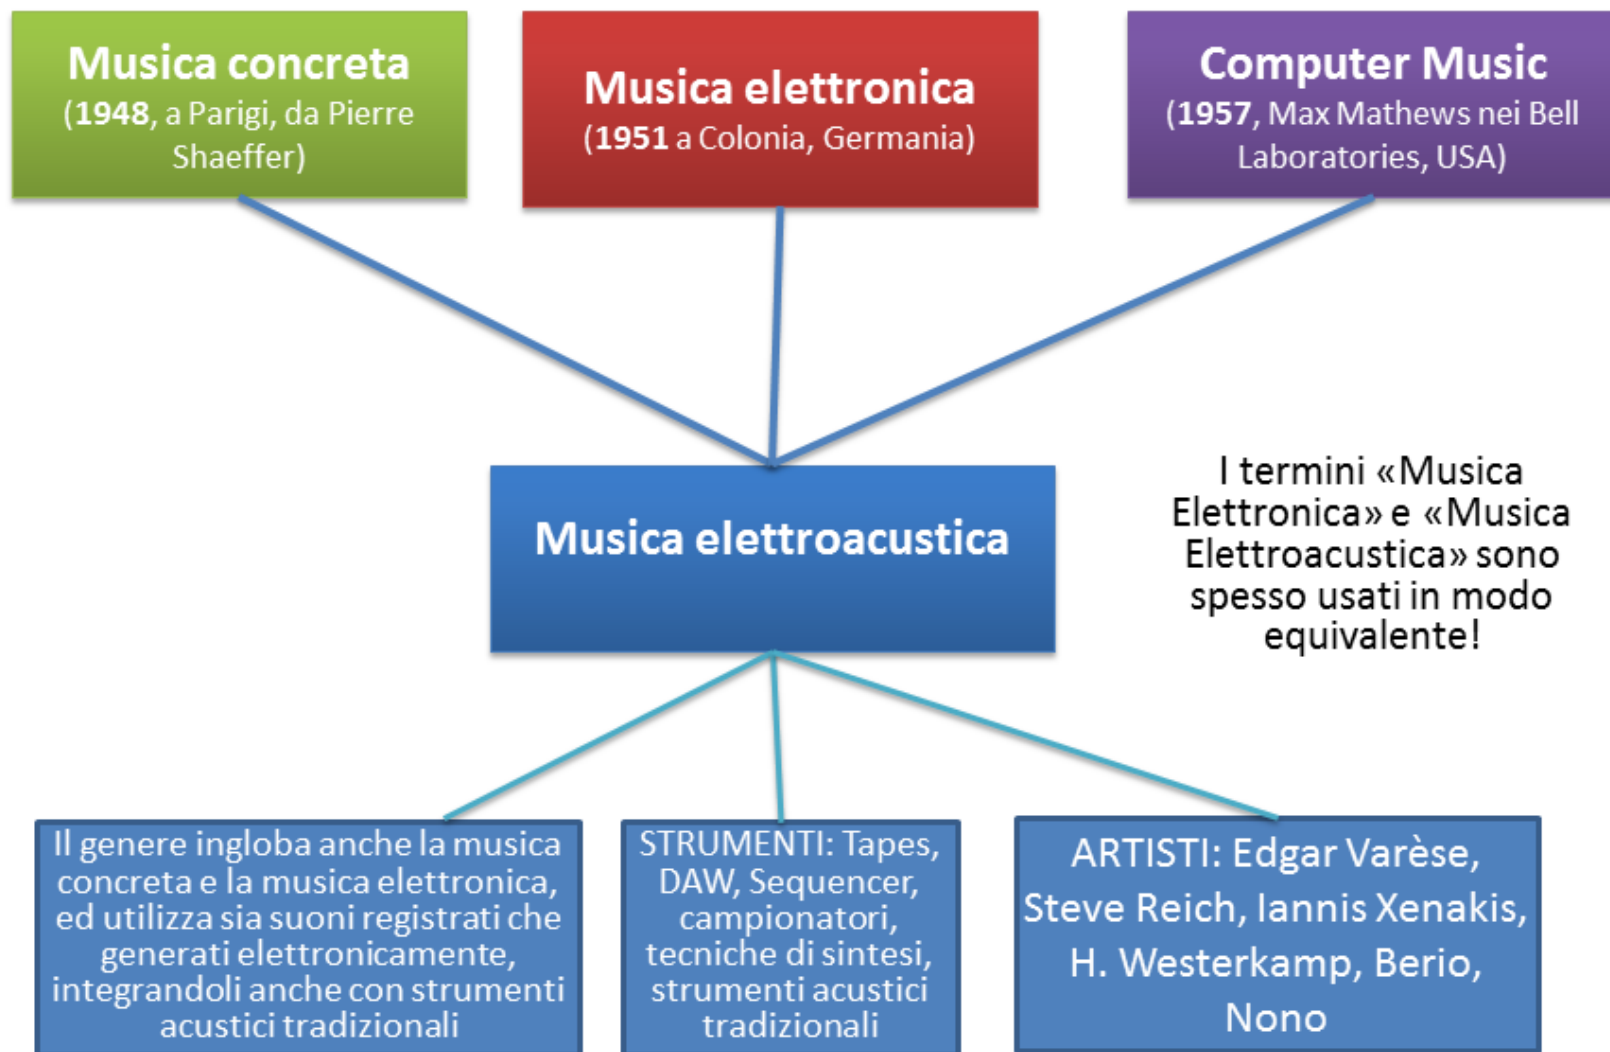 Musica concreta
(1948, a Parigi, da Pierre
Shaeffer)
Musica elettronica
(1951 a Colonia, Germania)
Computer Music
(1957, Max Mathews nei Bell
Laboratories, USA)
Musica elettroacustica
I termini «Musica
Elettronica» e «Musica
Elettroacustica» sono
spesso usati in modo
equivalente!
Il genere ingloba anche la musica
concreta e la musica elettronica,
ed utilizza sia suoni registrati che
generati elettronicamente,
integrandoli anche con strumenti
acustici tradizionali
STRUMENTI: Tapes,
DAW, Sequencer,
campionatori,
tecniche di sintesi,
strumenti acustici
tradizionali
ARTISTI: Edgar Varèse,
Steve Reich, Iannis Xenakis,
H. Westerkamp, Berio,
Nono